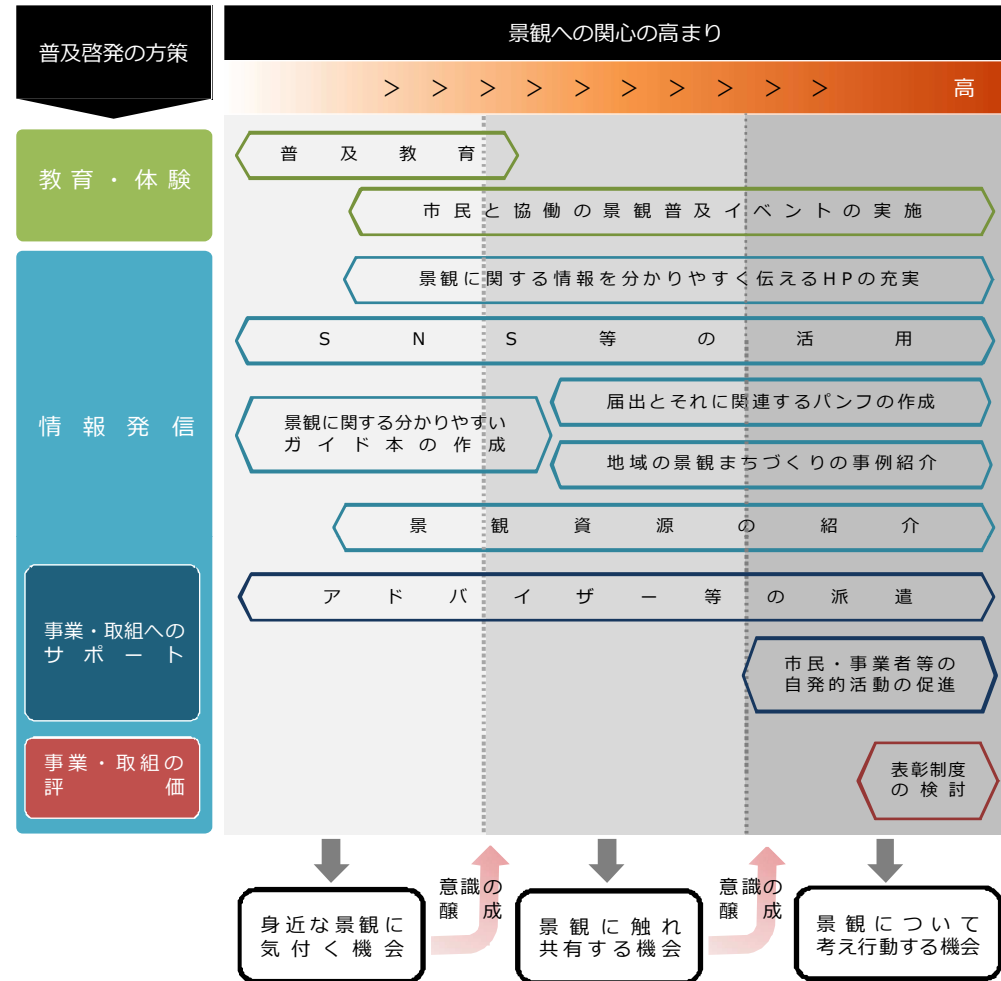 普及啓発の方策
景観への関心の高まり
＞ ＞ ＞ ＞ ＞ ＞ ＞ ＞ ＞ ＞ 高
教育・体験
普及教育
市民と協働の景観普及イベントの実施
情報発信
景観に関する情報を分かりやすく伝えるHPの充実
SNS等の活用
景観に関する分かりやすい
ガイド本の作成
届出とそれに関連するパンフの作成
地域の景観まちづくりの事例紹介
景観資源の紹介
事業・取組への
サポート
アドバイザー等の派遣
市民・事業者等の
自発的活動の促進
事業・取組の
評価
表彰制度
の検討
身近な景観に
気付く機会
意識の
醸成
景観に触れ
共有する機会
意識の
醸成
景観について
考え行動する機会